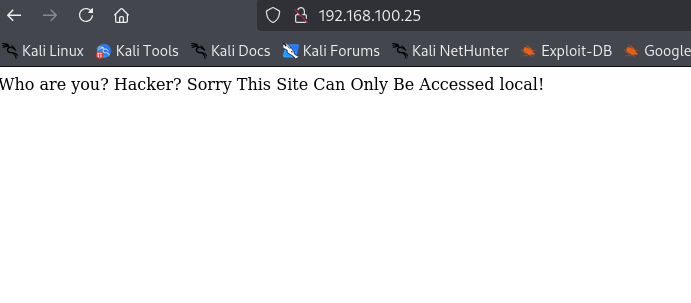 192.168.100.25
Kali Linux Kali Tools Kali Docs Kali Forums Kali NetHunter Exploit-DB Google
Who are you? Hacker? Sorry This Site Can Only Be Accessed local!